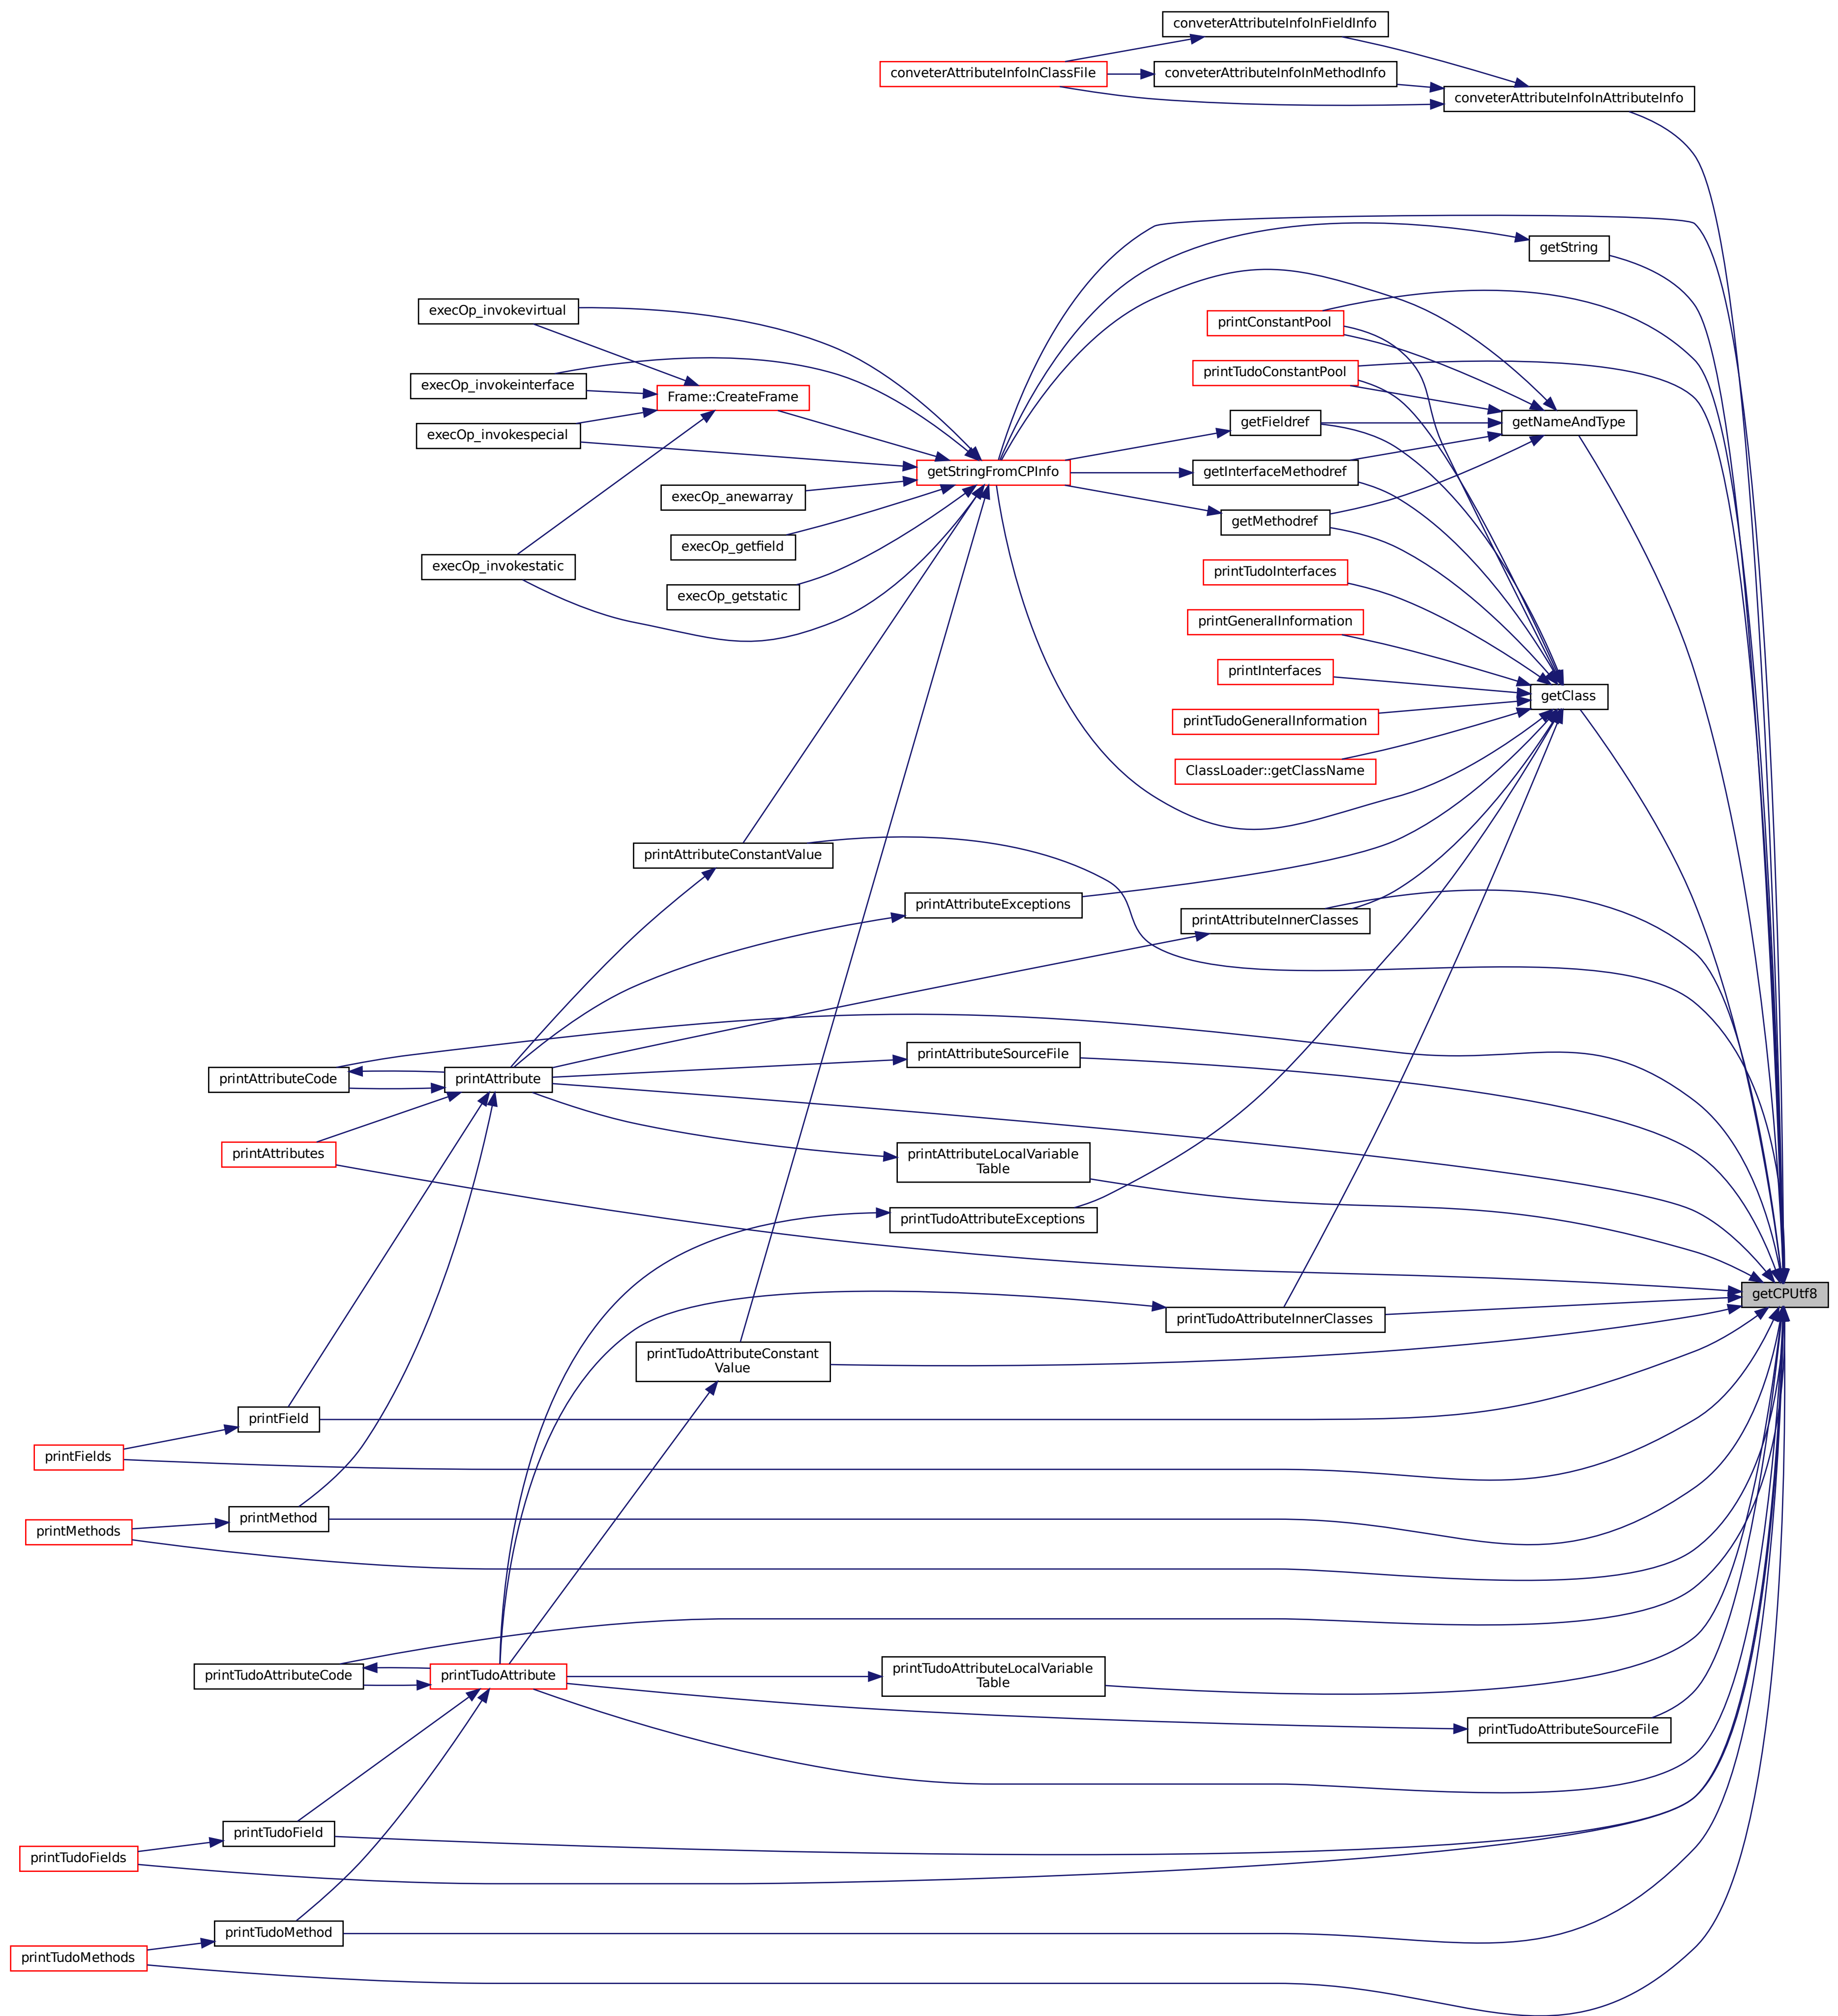 conveterAttributeInfoInFieldInfo
conveterAttributeInfoInClassFile
conveterAttributeInfoInMethodInfo
conveterAttributeInfoInAttributeInfo
getString
execOp_invokevirtual
printConstantPool
printTudoConstantPool
execOp_invokeinterface
Frame::CreateFrame
getFieldref
getNameAndType
execOp_invokespecial
getStringFromCPInfo
getInterfaceMethodref
execOp_anewarray
getMethodref
execOp_getfield
execOp_invokestatic
printTudoInterfaces
execOp_getstatic
printGeneralInformation
printInterfaces
getClass
printTudoGeneralInformation
ClassLoader::getClassName
printAttributeConstantValue
printAttributeExceptions
printAttributeInnerClasses
printAttributeSourceFile
printAttributeCode
printAttribute
printAttributes
printAttributeLocalVariable
Table
printTudoAttributeExceptions
getCPUtf8
printTudoAttributeInnerClasses
printTudoAttributeConstant
Value
printField
printFields
printMethod
printMethods
printTudoAttributeCode
printTudoAttribute
printTudoAttributeLocalVariable
Table
printTudoAttributeSourceFile
printTudoField
printTudoFields
printTudoMethod
printTudoMethods